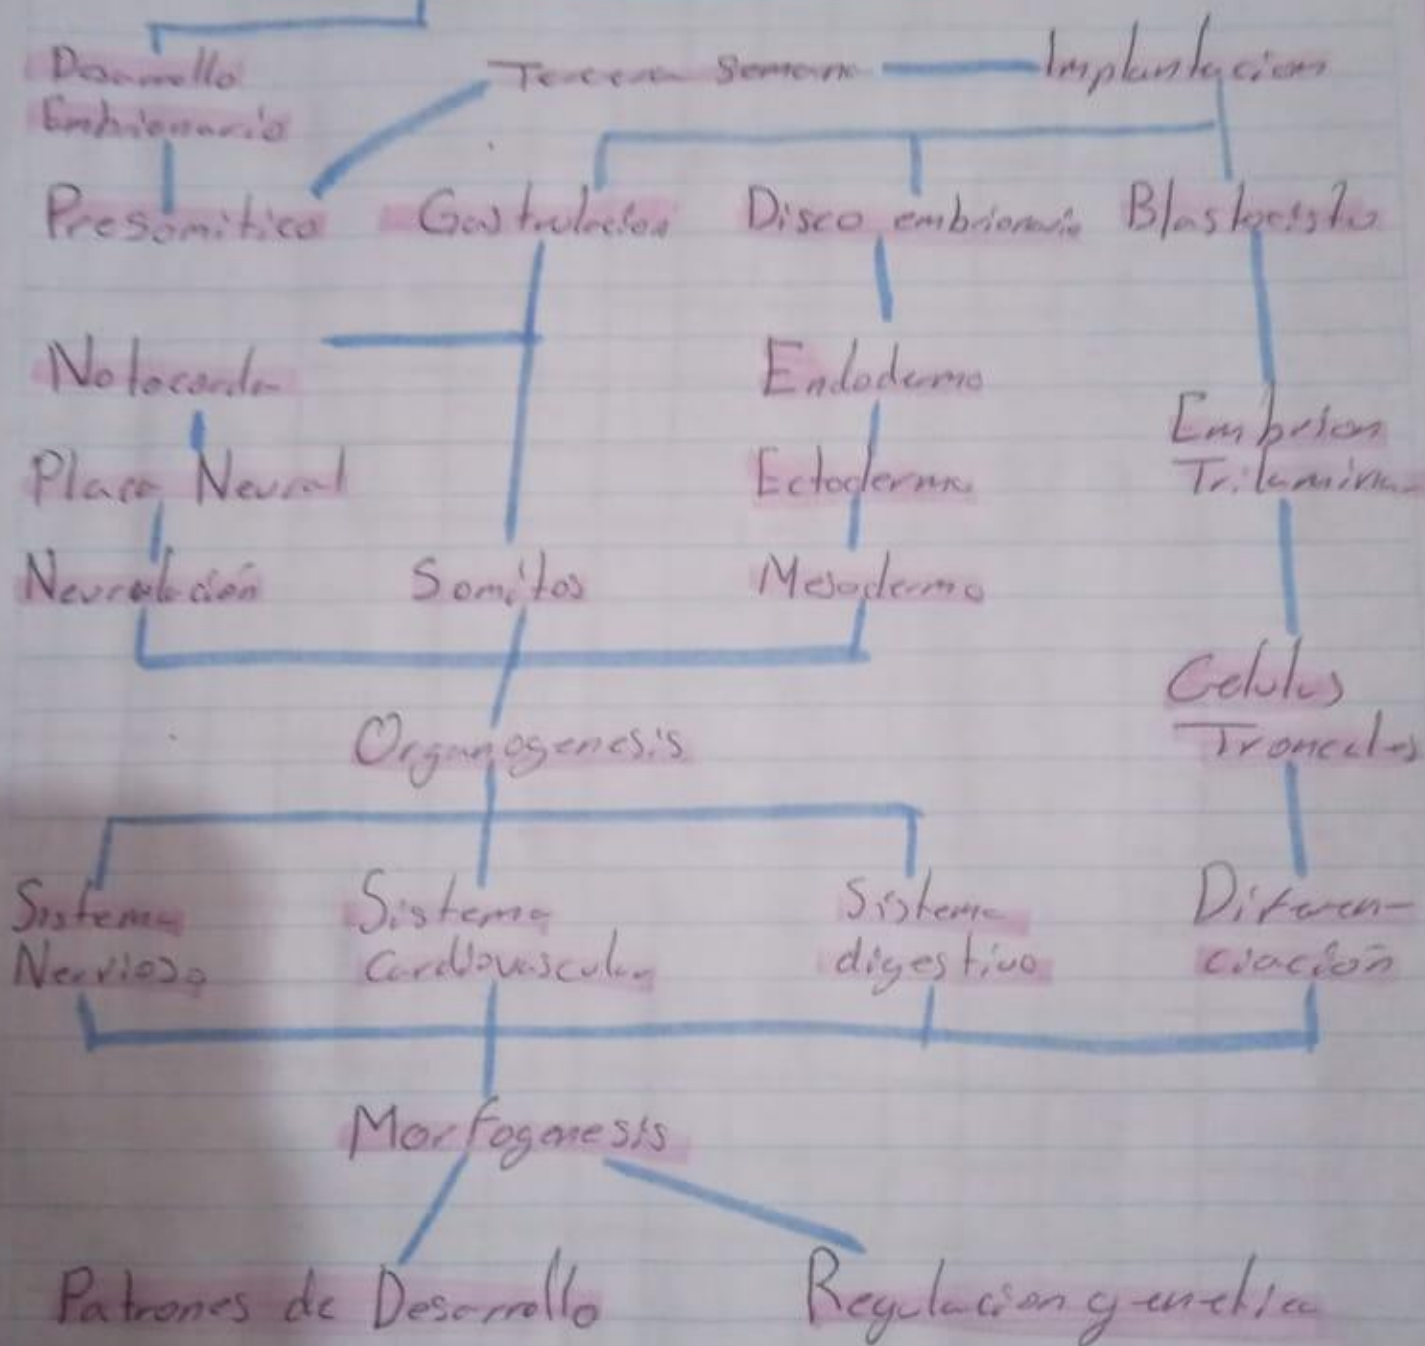 Desarrollo
Embrionario
Tercera Semana
Implantacion
Presomitico
Gastrulacion
Disco embrionario
Blastocisto
Notocorda
Endodermo
Placa Neural
Ectodermo
Embrion
Trilaminar
Neurulación
Somitos
Mesodermo
Organogenesis
Celulas
Troncales
Sistema
Nervioso
Sistema
Cardiovascular
Sistema
digestivo
Diferen-
ciación
Morfogenesis
Patrones de Desarrollo
Regulacion genetica